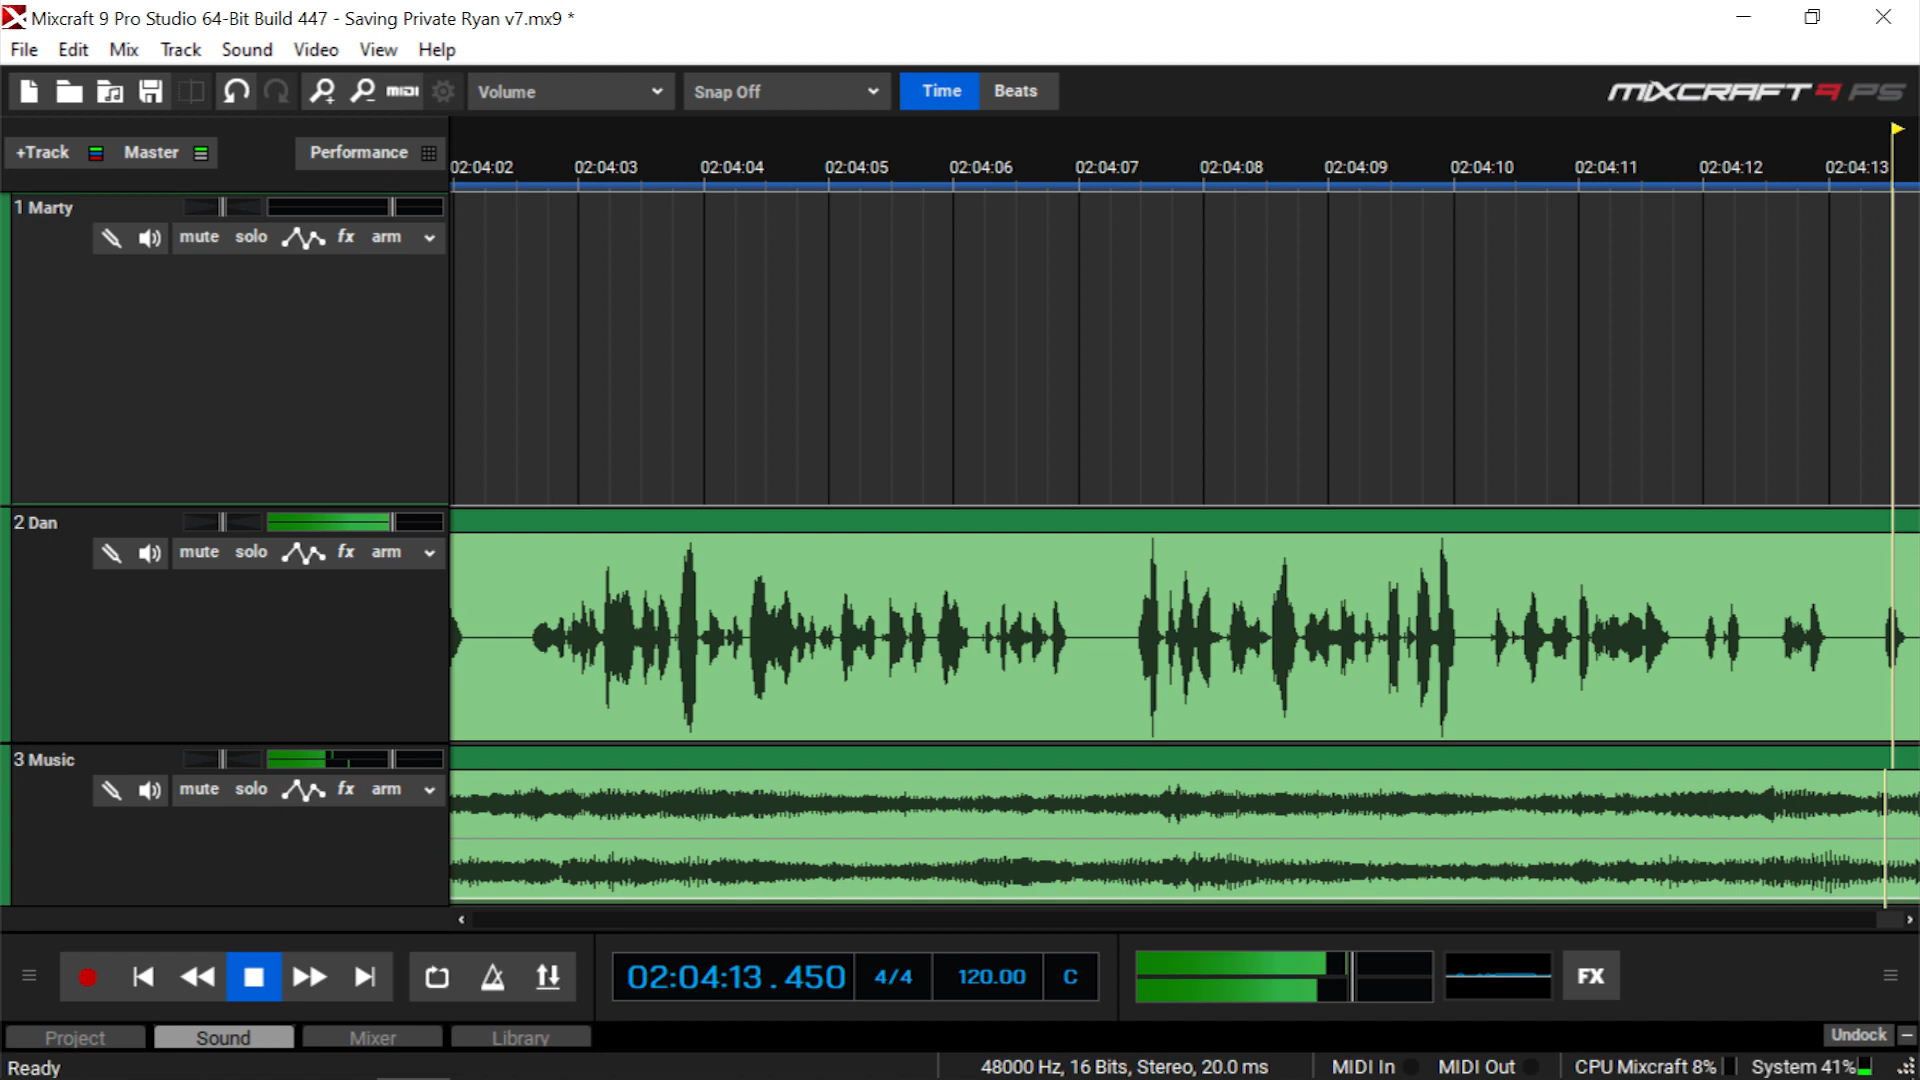 Mixcraft 9 Pro Studio 64-Bit Build 447 - Saving Private Ryan v7.mx9 *
File Edit Mix Track Sound Video View Help
MIDI Volume Snap Off Time Beats MIXCRAFT 9 PS
+Track Master Performance
02:04:02 02:04:03 02:04:04 02:04:05 02:04:06 02:04:07 02:04:08 02:04:09 02:04:10 02:04:11 02:04:12 02:04:13
1 Marty
mute solo fx arm
2 Dan
mute solo fx arm
3 Music
mute solo fx arm
02:04:13.450 4/4 120.00 C FX
Project Sound Mixer Library Undock
Ready 48000 Hz, 16 Bits, Stereo, 20.0 ms MIDI In MIDI Out CPU Mixcraft 8% System 41%